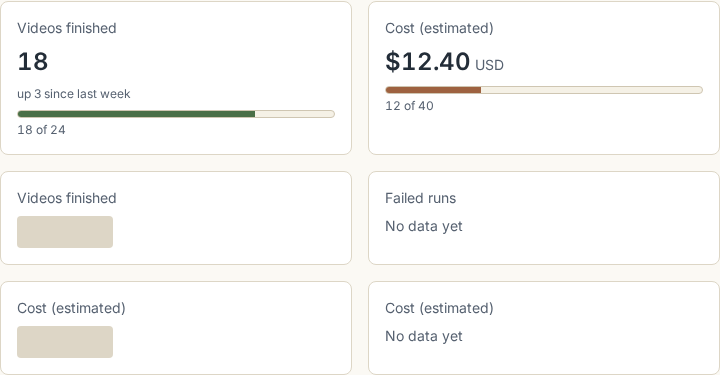 Videos finished
18
up 3 since last week
18 of 24
Cost (estimated)
$12.40 USD
12 of 40
Videos finished
Failed runs
No data yet
Cost (estimated)
Cost (estimated)
No data yet